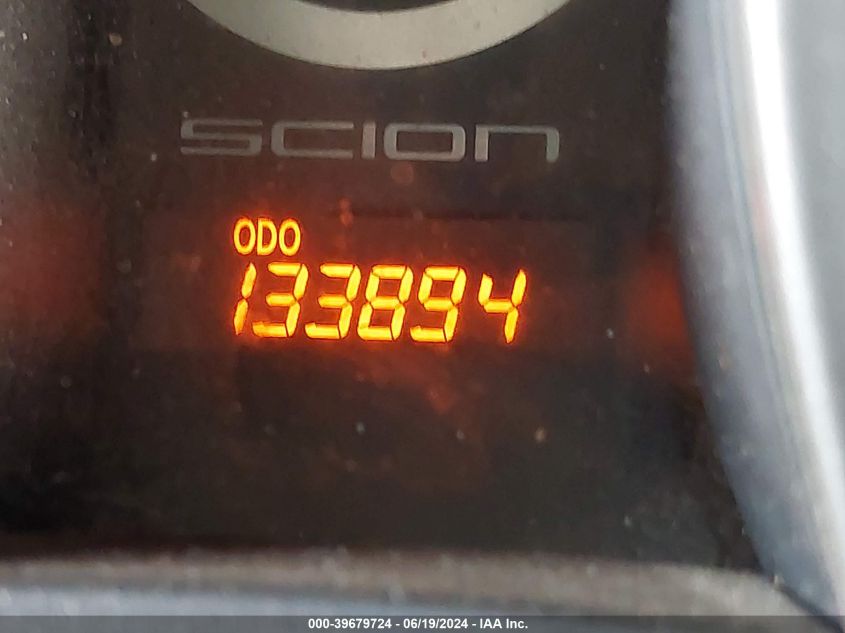 SCION
ODO
133894
000-39679724 - 06/19/2024 - IAA Inc.